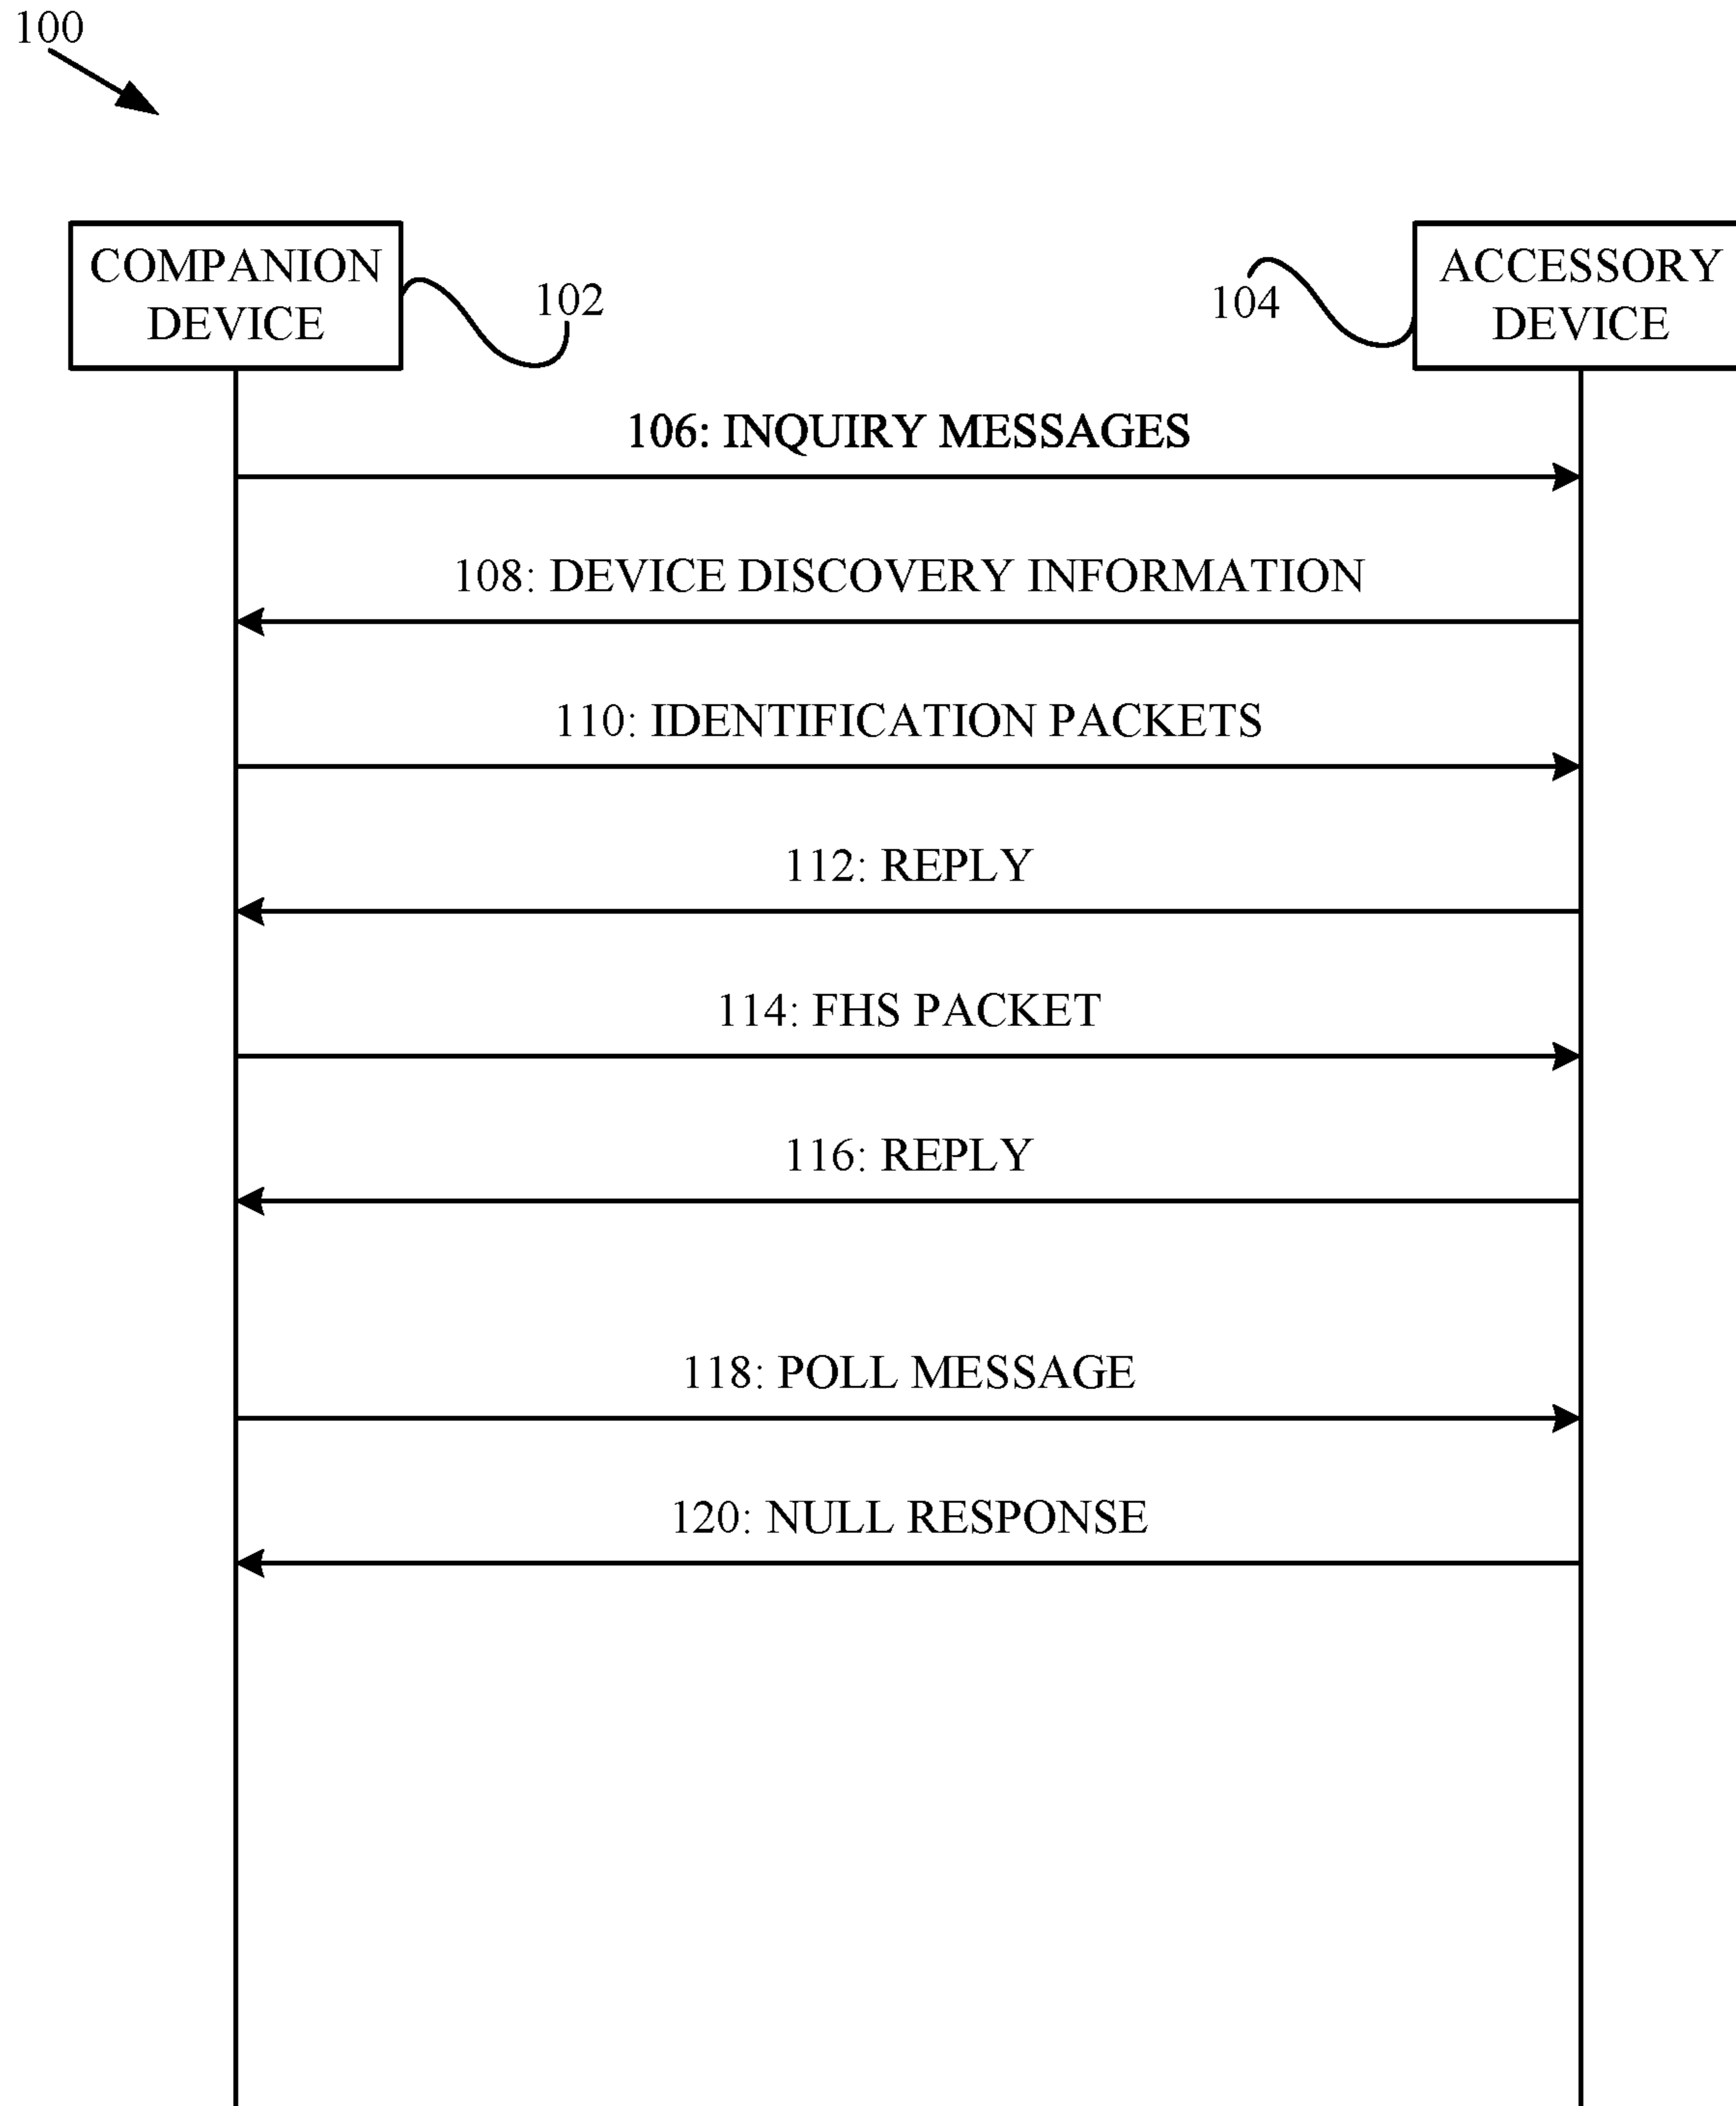 100
COMPANION
DEVICE
102
104
ACCESSORY
DEVICE
106: INQUIRY MESSAGES
108: DEVICE DISCOVERY INFORMATION
110: IDENTIFICATION PACKETS
112: REPLY
114: FHS PACKET
116: REPLY
118: POLL MESSAGE
120: NULL RESPONSE